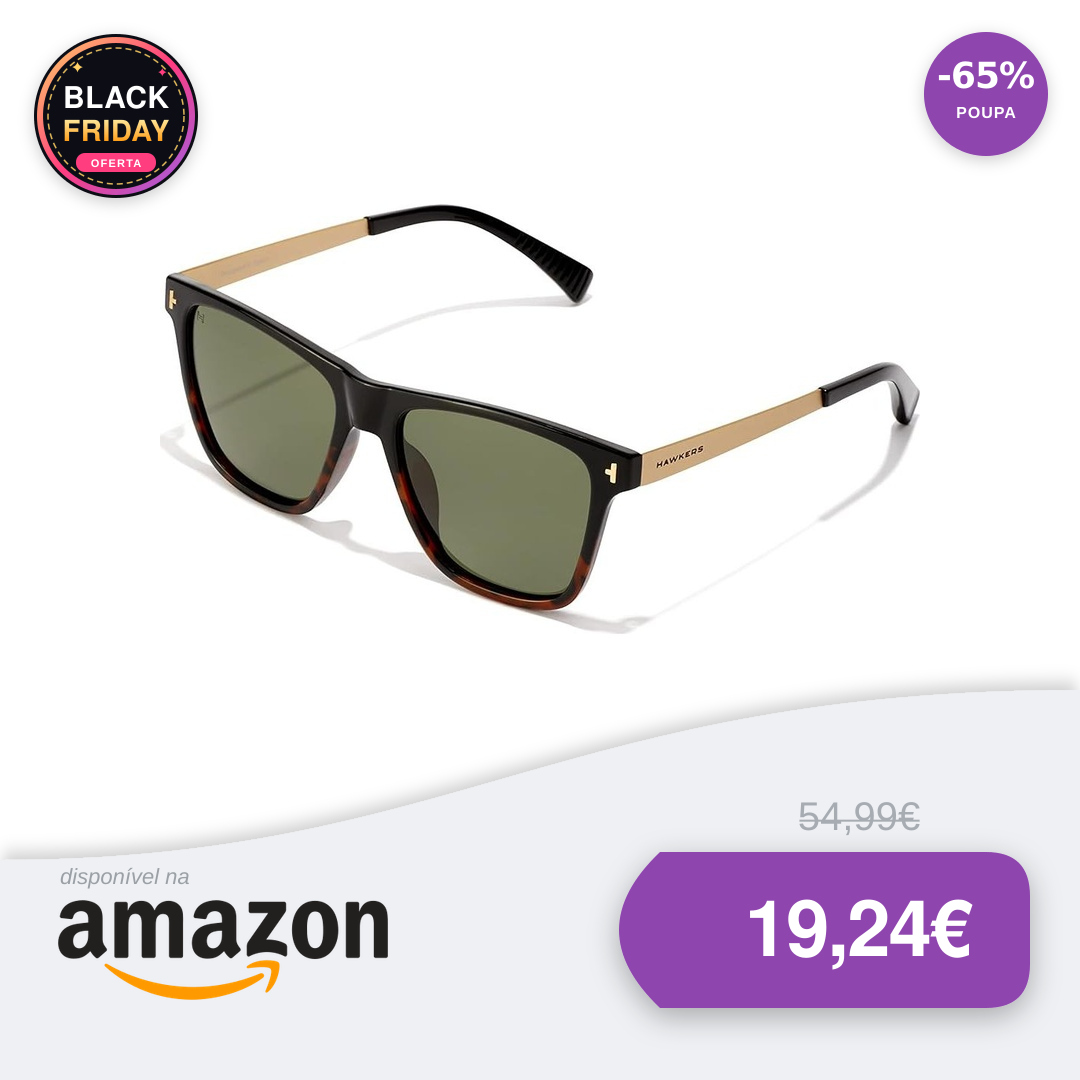 BLACK
FRIDAY
OFERTA
-65%
POUPA
HAWKERS
54,99€
disponível na
amazon
19,24€